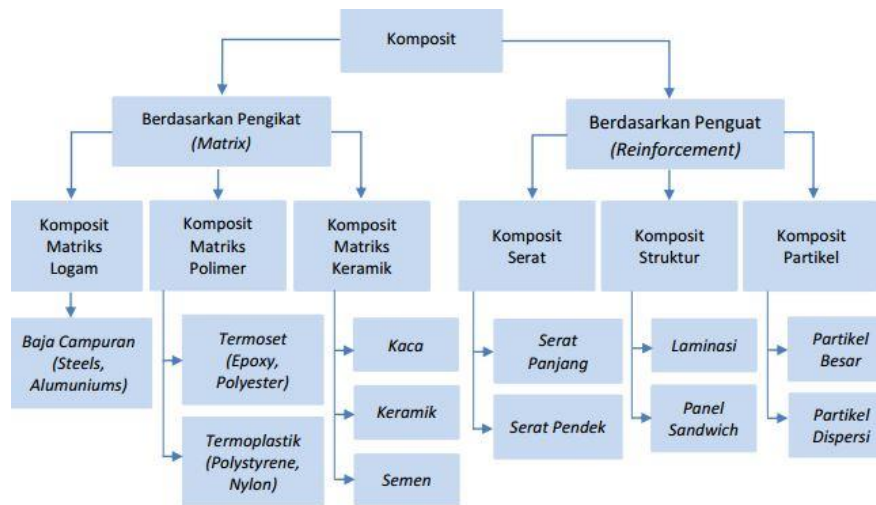 Komposit
Berdasarkan Pengikat
(Matrix)
Berdasarkan Penguat
(Reinforcement)
Komposit
Matriks
Logam
Komposit
Matriks
Polimer
Komposit
Matriks
Keramik
Komposit
Serat
Komposit
Struktur
Komposit
Partikel
Baja Campuran
(Steels,
Alumuniums)
Termoset
(Epoxy,
Polyester)
Termoplastik
(Polystyrene,
Nylon)
Kaca
Keramik
Semen
Serat
Panjang
Serat Pendek
Laminasi
Panel
Sandwich
Partikel
Besar
Partikel
Dispersi